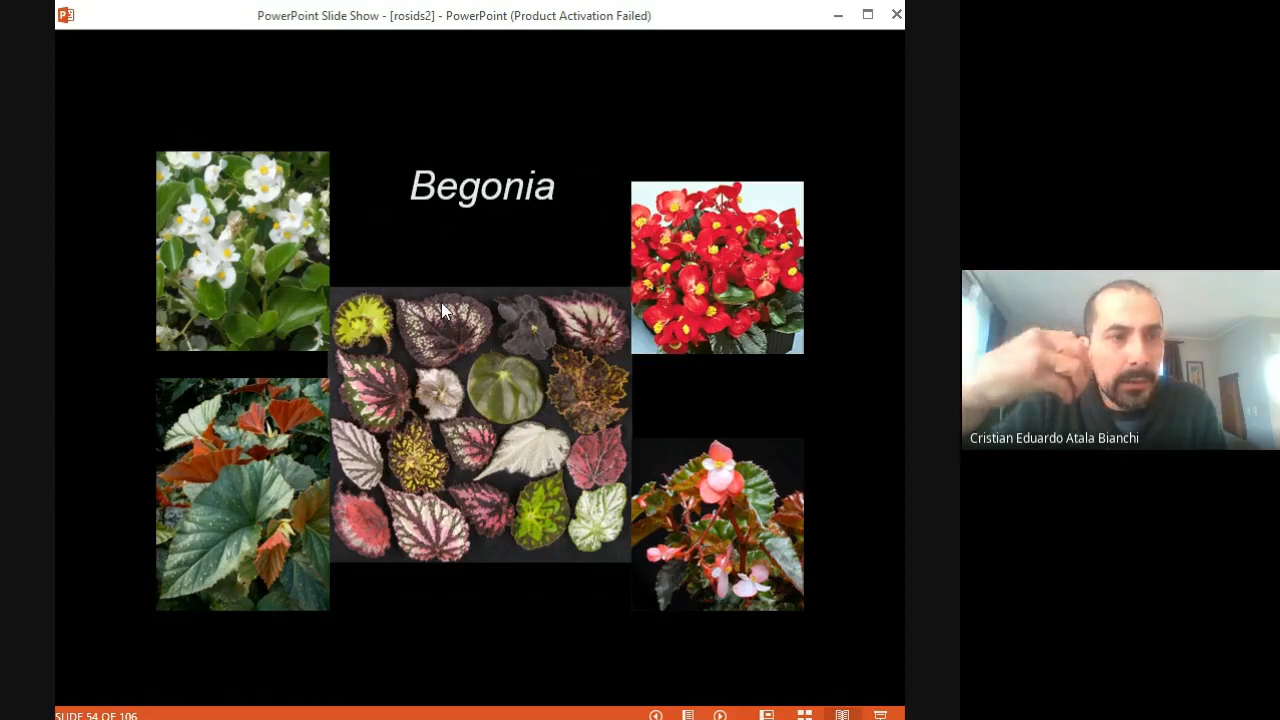 PowerPoint Slide Show - [rosids2] - PowerPoint (Product Activation Failed)
Begonia
Cristian Eduardo Atala Bianchi
SLIDE 54 OF 106